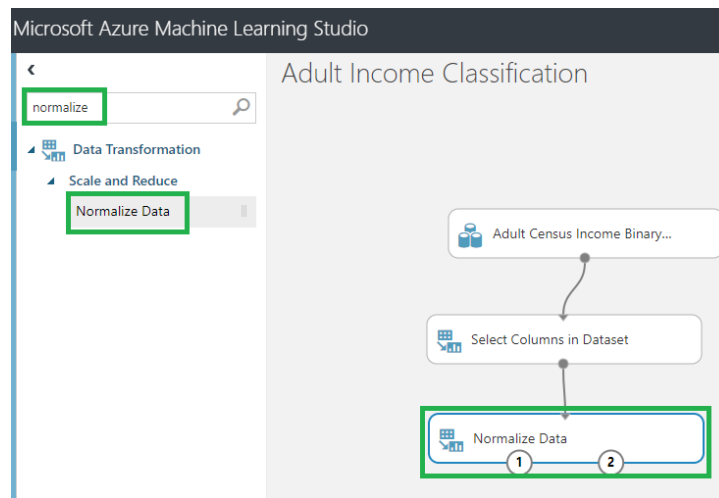 Microsoft Azure Machine Learning Studio
normalize
Data Transformation
Scale and Reduce
Normalize Data
Adult Income Classification
Adult Census Income Binary...
Select Columns in Dataset
Normalize Data
1
2